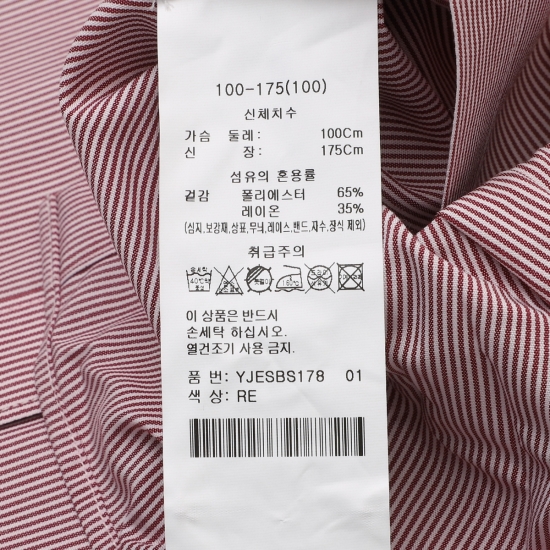 100-175(100)
신체치수
가슴 둘레: 100Cm
신 장: 175Cm
섬유의 혼용률
겉감 폴리에스터 65%
레이온 35%
(심지,보강재,상표,무늬,레이스,밴드,자수,장식 제외)
취급주의
이 상품은 반드시
손세탁 하십시오.
열건조기 사용 금지.
품 번: YJESBS178 01
색 상: RE